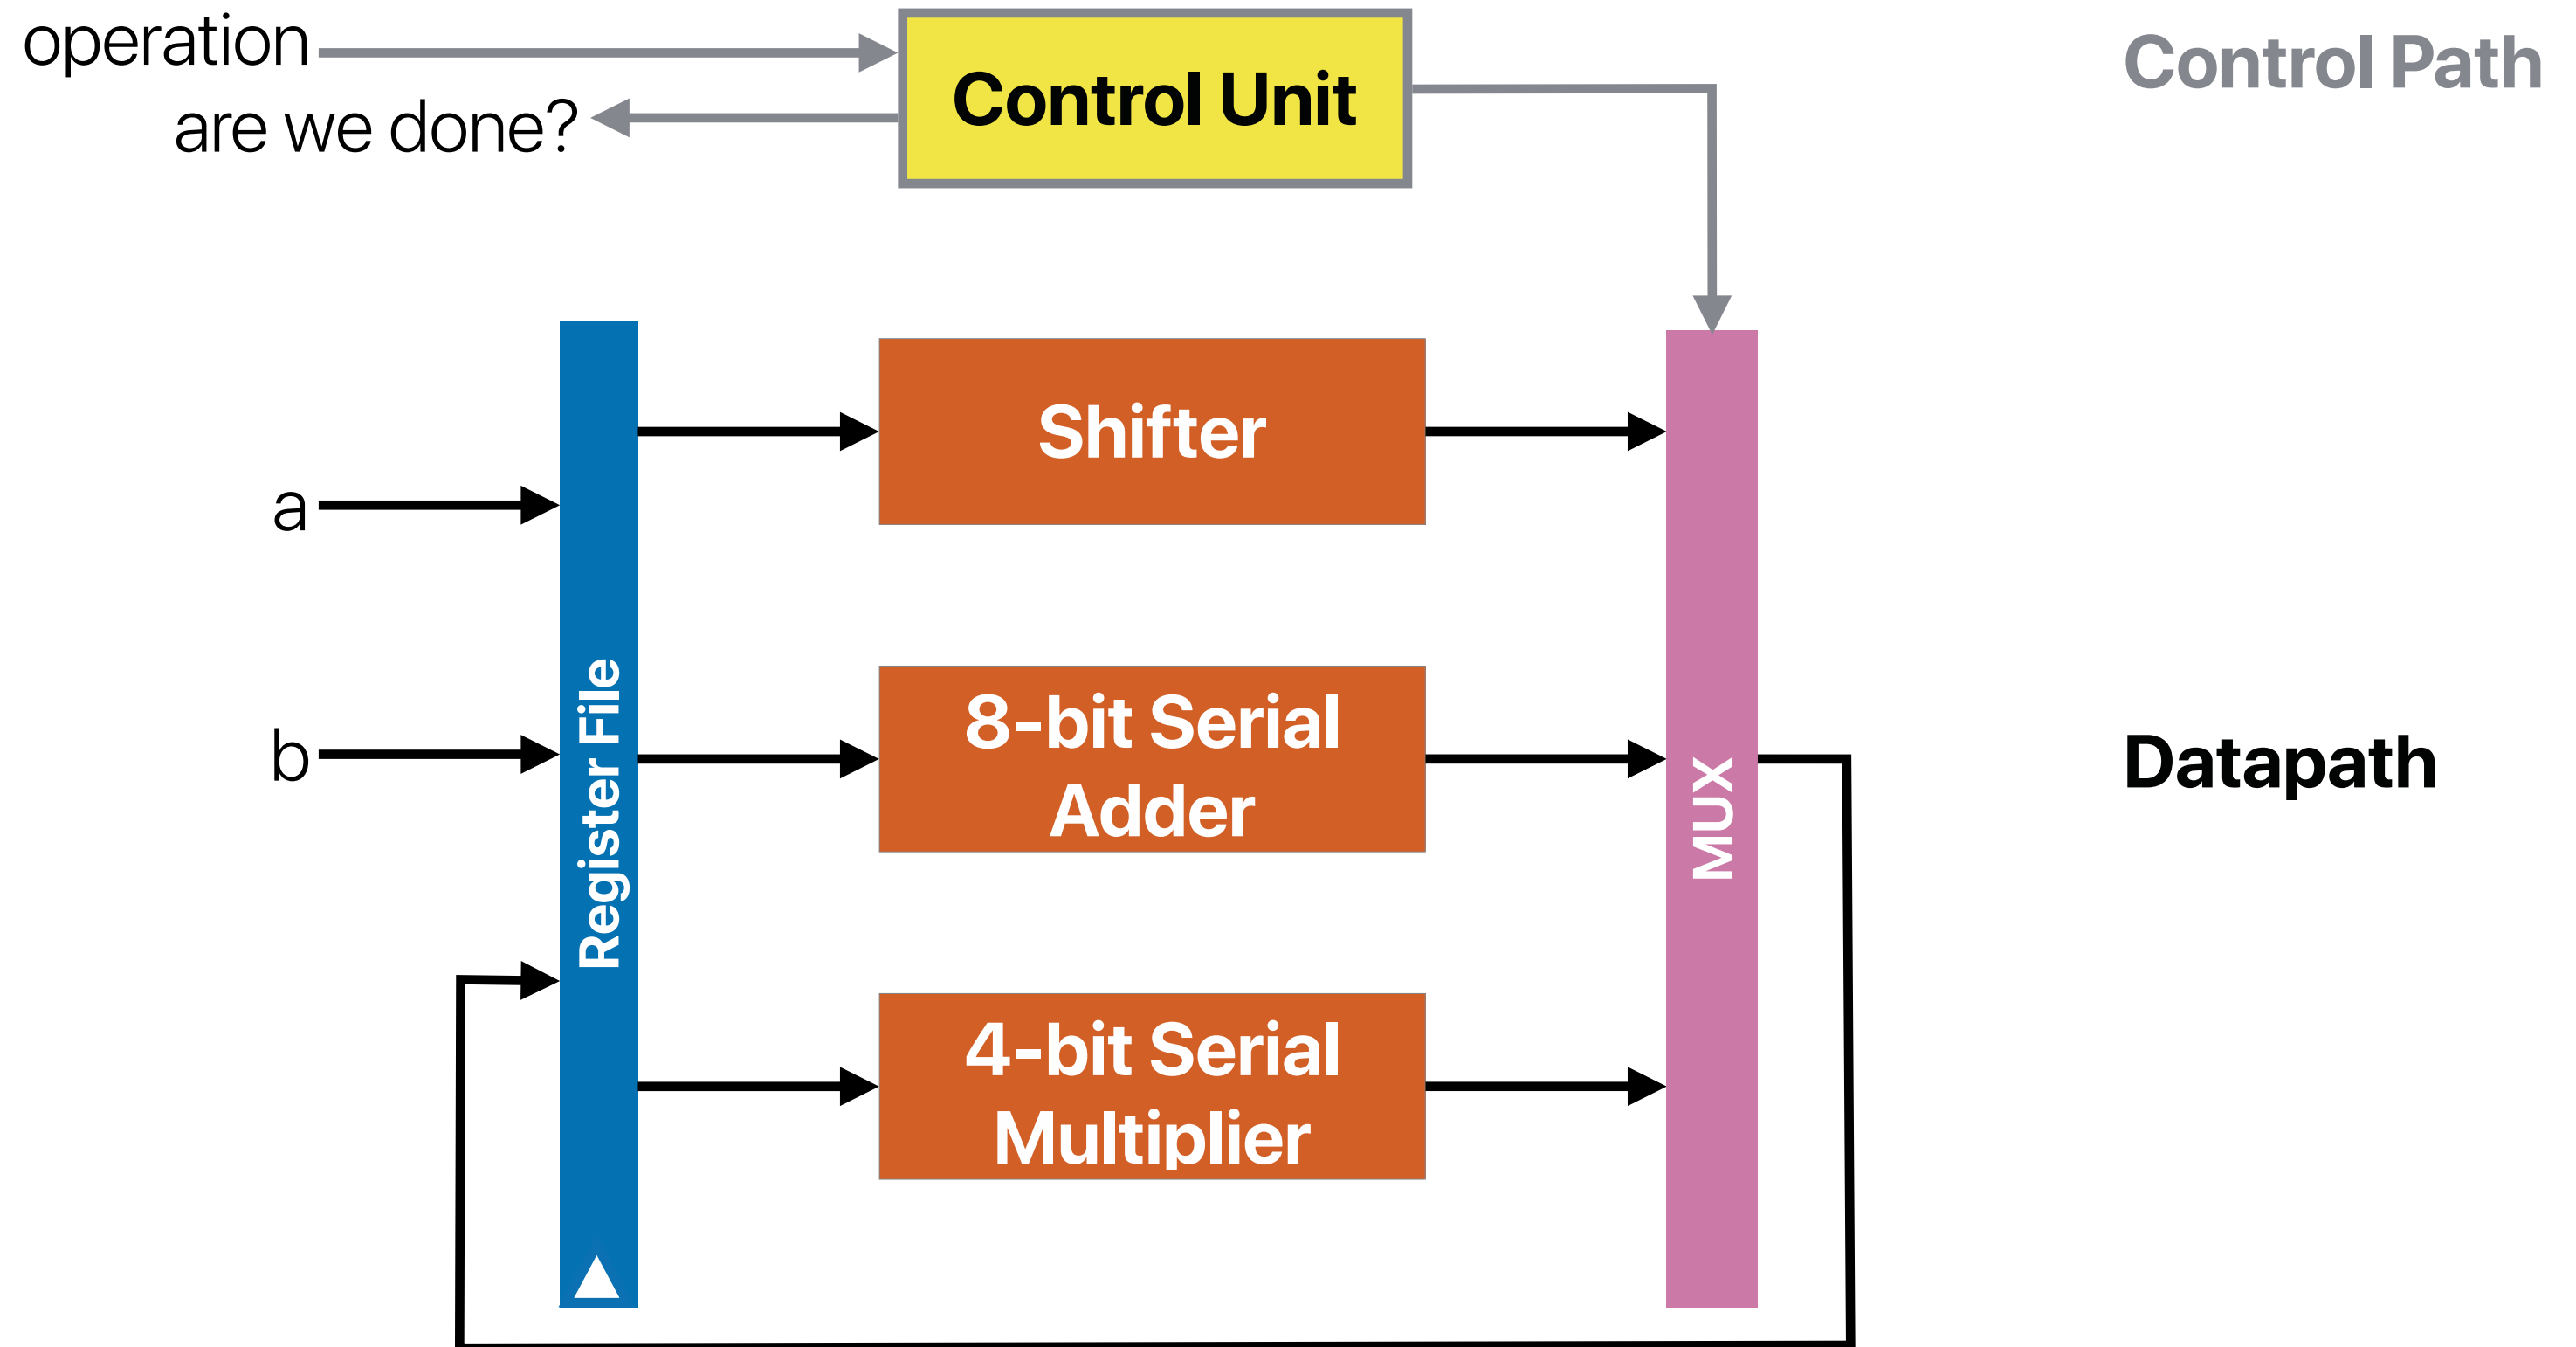 operation
are we done?
Control Unit
Control Path
Shifter
a
Register File
8-bit Serial
Adder
b
MUX
Datapath
4-bit Serial
Multiplier